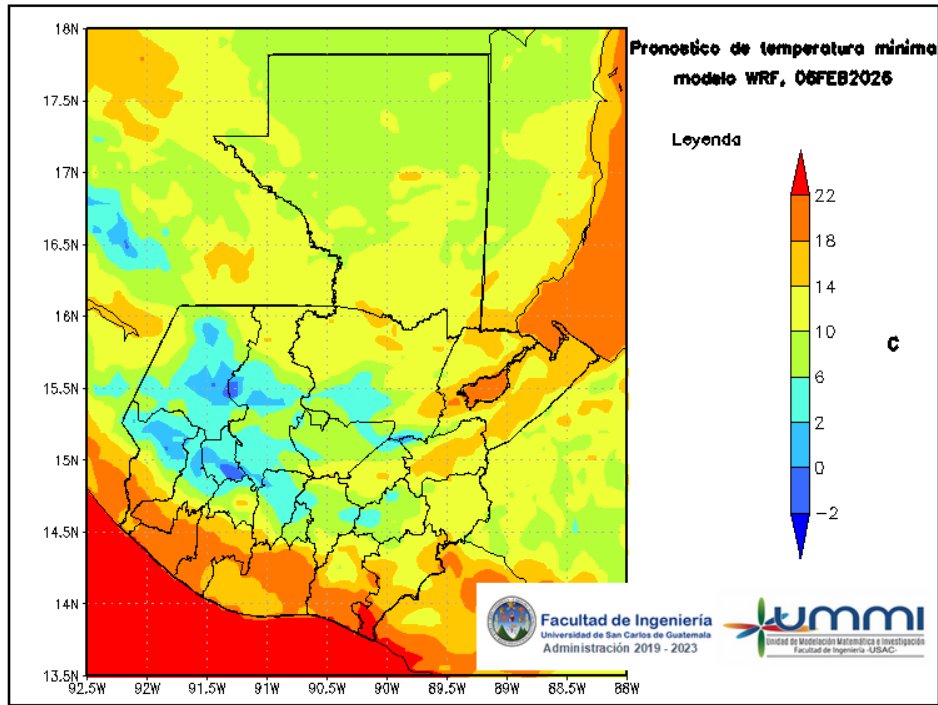 Pronostico de temperatura minima
modelo WRF, 06FEB2026
Leyenda
22
18
14
10
6
2
0
−2
C
18N
17.5N
17N
16.5N
16N
15.5N
15N
14.5N
14N
13.5N
92.5W
92W
91.5W
91W
90.5W
90W
89.5W
89W
88.5W
88W
Facultad de Ingeniería
Universidad de San Carlos de Guatemala
Administración 2019 - 2023
UMMI
Unidad de Modelación Matemática e Investigación
Facultad de Ingeniería -USAC-